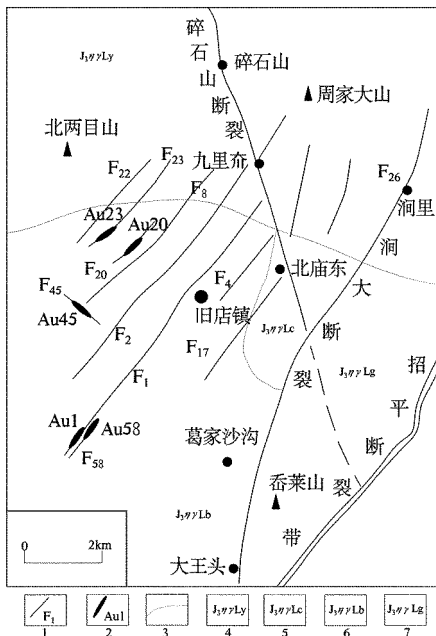 碎石山断裂
J₃ηγLy
碎石山
周家大山
北两目山
九里夼
F₂₂
F₂₃
F₈
F₂₆
涧里
Au23
Au20
F₂₀
北庙东
大涧断裂
F₄₅
F₄
旧店镇
Au45
F₂
F₁₇
J₃ηγLc
J₃ηγLg
招平断裂带
F₁
Au1
Au58
F₅₈
葛家沙沟
岙莱山
J₃ηγLb
大王头
0 2km
F₁ Au1 J₃ηγLy J₃ηγLc J₃ηγLb J₃ηγLg
1 2 3 4 5 6 7